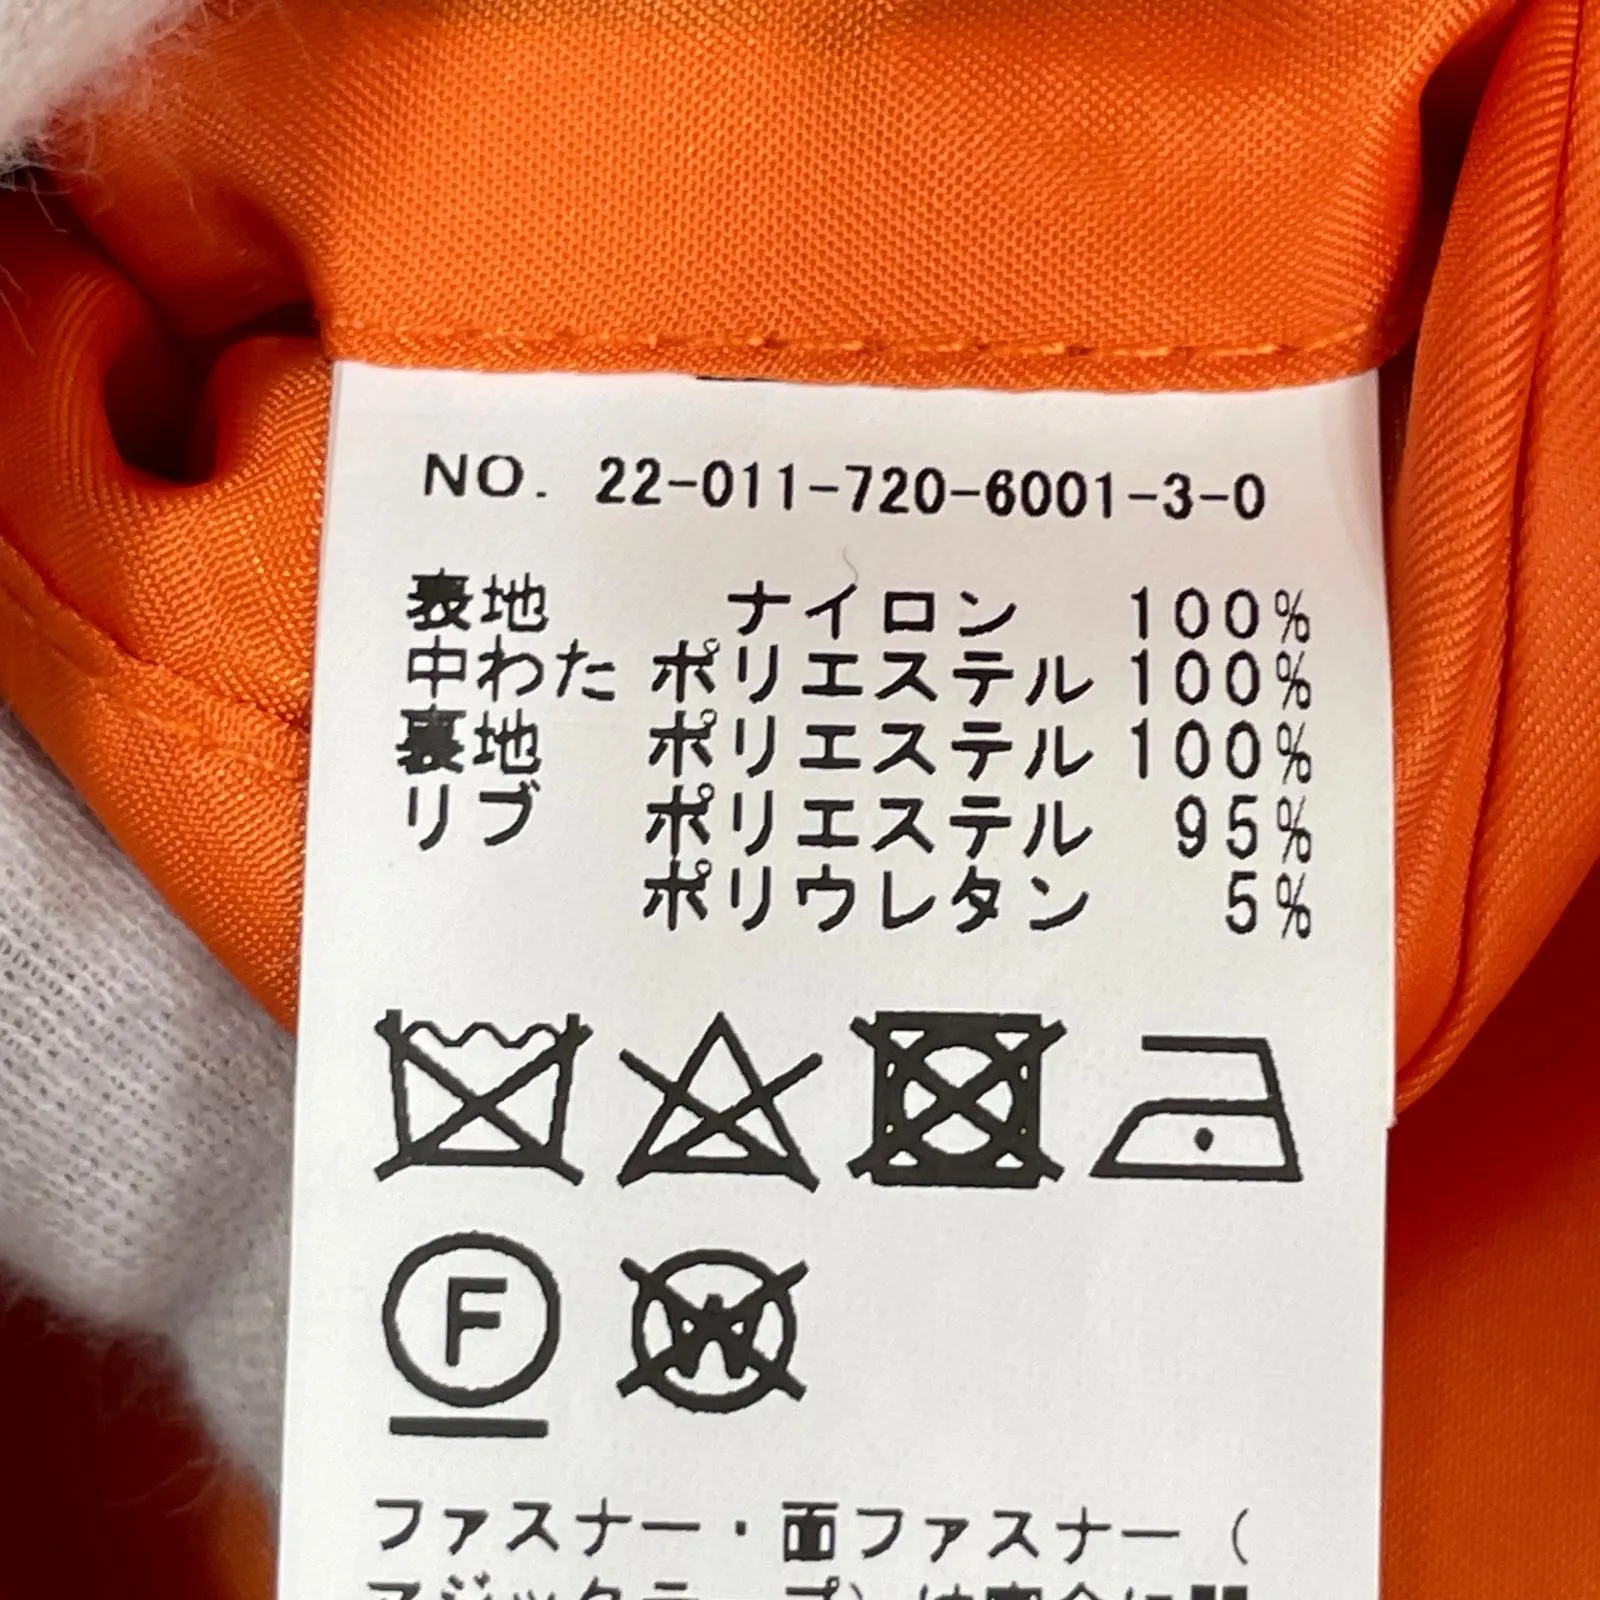 NO. 22-011-720-6001-3-0
表地 ナイロン 100%
中わた ポリエステル 100%
裏地 ポリエステル 100%
リブ ポリエステル 95%
ポリウレタン 5%
F
W
ファスナー・面ファスナー（